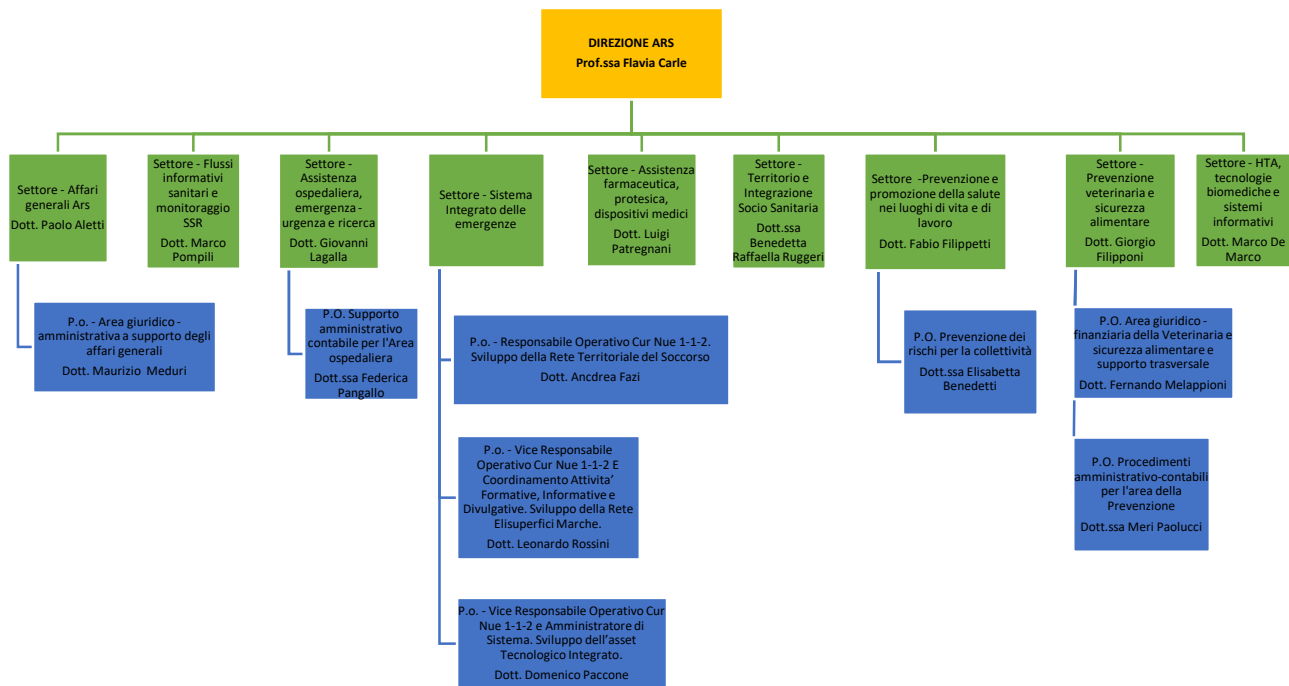 DIREZIONE ARS
Prof.ssa Flavia Carle
Settore - Affari
generali Ars
Dott. Paolo Aletti
Settore - Flussi
informativi
sanitari e
monitoraggio
SSR
Dott. Marco
Pompili
Settore -
Assistenza
ospedaliera,
emergenza -
urgenza e ricerca
Dott. Giovanni
Lagalla
Settore - Sistema
Integrato delle
emergenze
Settore - Assistenza
farmaceutica,
protesica,
dispositivi medici
Dott. Luigi
Patregnani
Settore -
Territorio e
Integrazione
Socio Sanitaria
Dott.ssa
Benedetta
Raffaella Ruggeri
Settore -Prevenzione e
promozione della salute
nei luoghi di vita e di
lavoro
Dott. Fabio Filippetti
Settore -
Prevenzione
veterinaria e
sicurezza
alimentare
Dott. Giorgio
Filipponi
Settore - HTA,
tecnologie
biomediche e
sistemi
informativi
Dott. Marco De
Marco
P.o. - Area giuridico -
amministrativa a supporto degli
affari generali
Dott. Maurizio Meduri
P.O. Supporto
amministrativo
contabile per l'Area
ospedaliera
Dott.ssa Federica
Pangallo
P.o. - Responsabile Operativo Cur Nue 1-1-2.
Sviluppo della Rete Territoriale del Soccorso
Dott. Ancdrea Fazi
P.o. - Vice Responsabile
Operativo Cur Nue 1-1-2 E
Coordinamento Attivita’
Formative, Informative e
Divulgative. Sviluppo della Rete
Elisuperfici Marche.
Dott. Leonardo Rossini
P.o. - Vice Responsabile Operativo Cur
Nue 1-1-2 e Amministratore di
Sistema. Sviluppo dell’asset
Tecnologico Integrato.
Dott. Domenico Paccone
P.O. Prevenzione dei
rischi per la collettività
Dott.ssa Elisabetta
Benedetti
P.O. Area giuridico -
finanziaria della Veterinaria e
sicurezza alimentare e
supporto trasversale
Dott. Fernando Melappioni
P.O. Procedimenti
amministrativo-contabili
per l'area della
Prevenzione
Dott.ssa Meri Paolucci